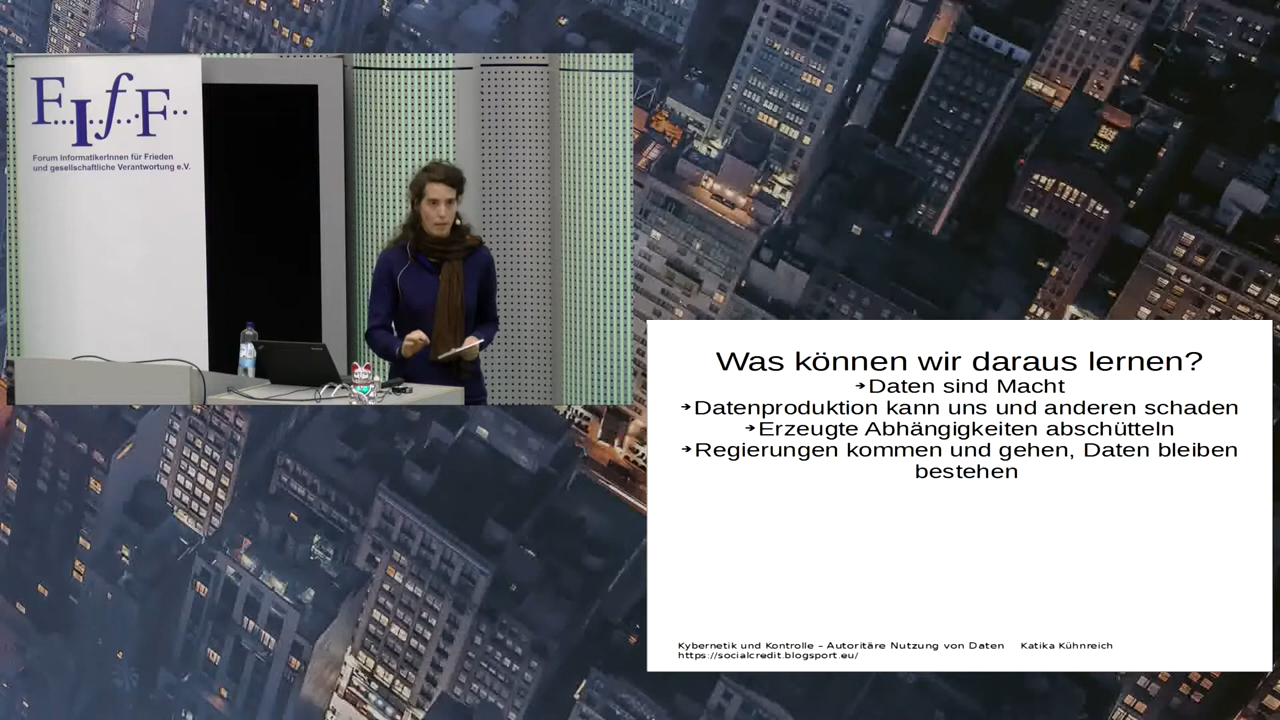 F..I..f..F..
Forum InformatikerInnen für Frieden
und gesellschaftliche Verantwortung e.V.
Was können wir daraus lernen?
➔Daten sind Macht
➔Datenproduktion kann uns und anderen schaden
➔Erzeugte Abhängigkeiten abschütteln
➔Regierungen kommen und gehen, Daten bleiben
bestehen
Kybernetik und Kontrolle – Autoritäre Nutzung von Daten Katika Kühnreich
https://socialcredit.blogsport.eu/